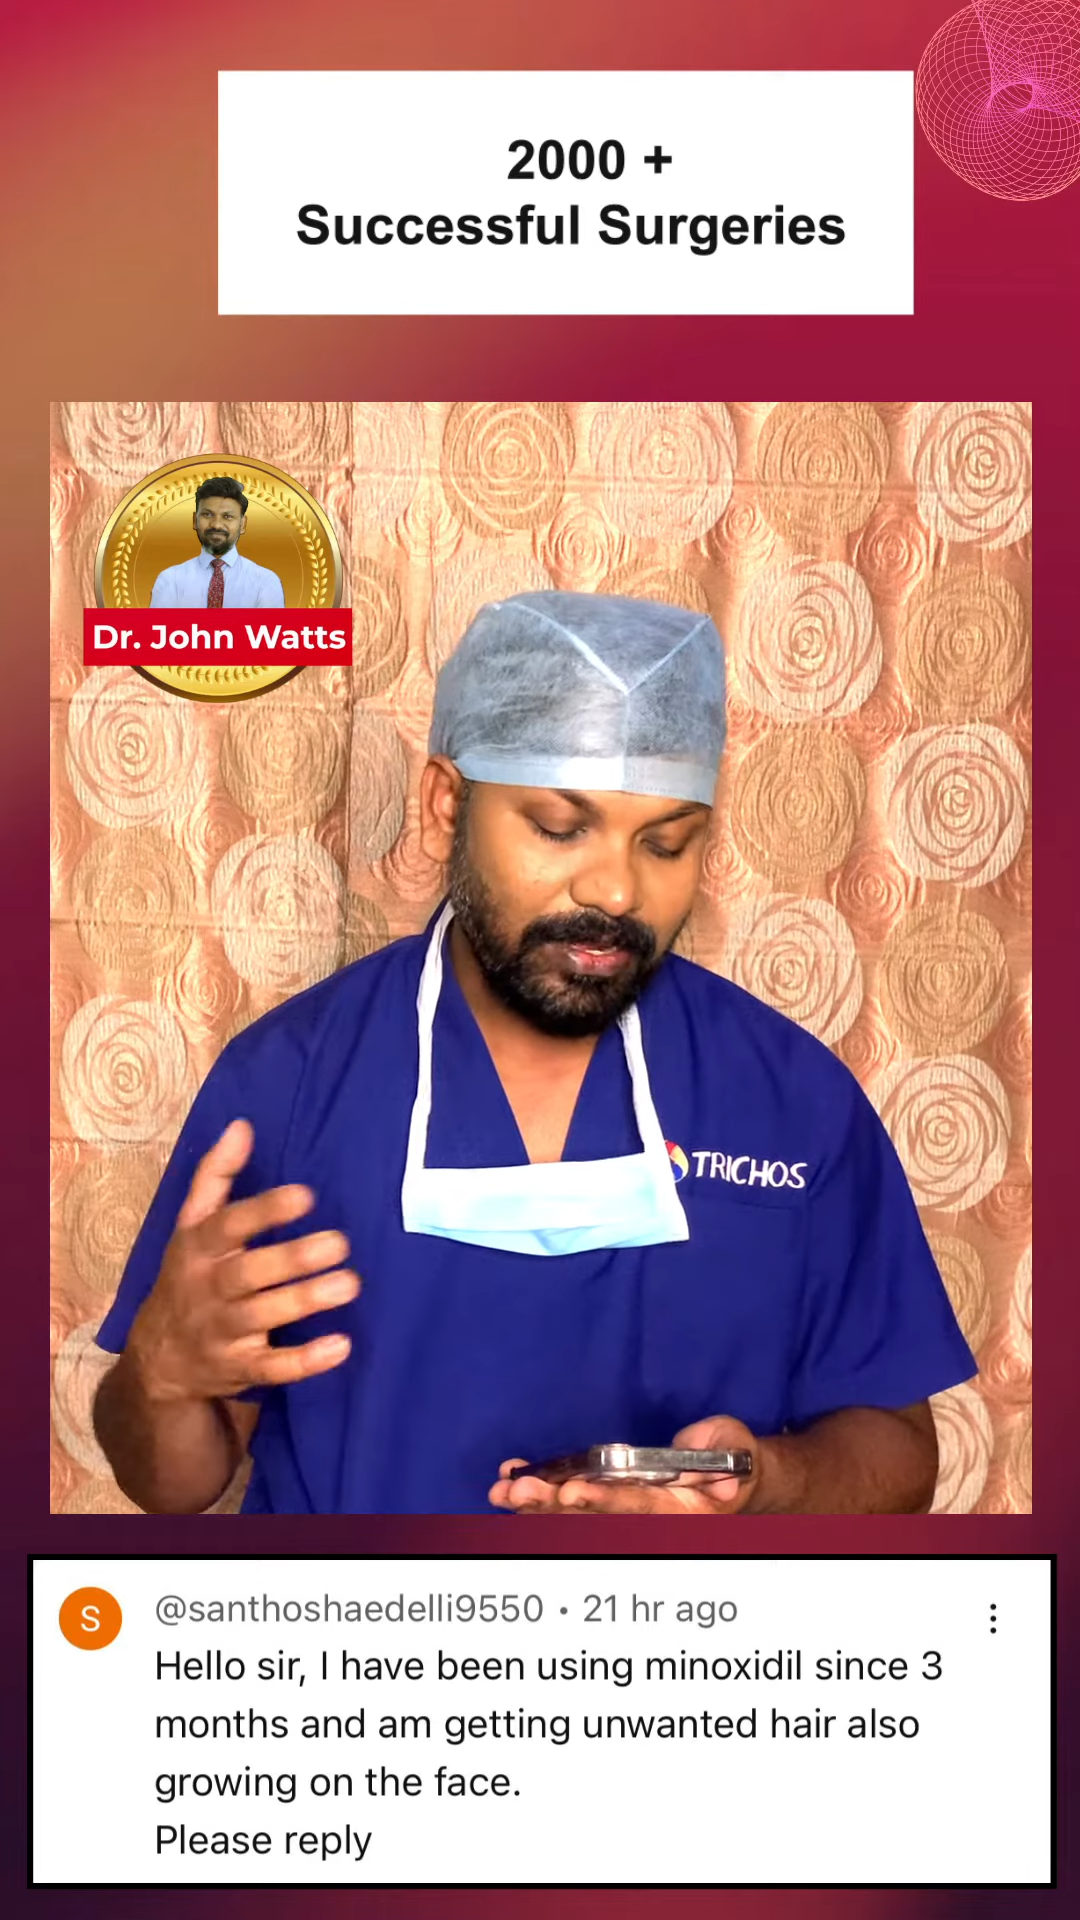 2000 +
Successful Surgeries
Dr. John Watts
TRICHOS
S
@santhoshaedelli9550 • 21 hr ago
Hello sir, I have been using minoxidil since 3
months and am getting unwanted hair also
growing on the face.
Please reply